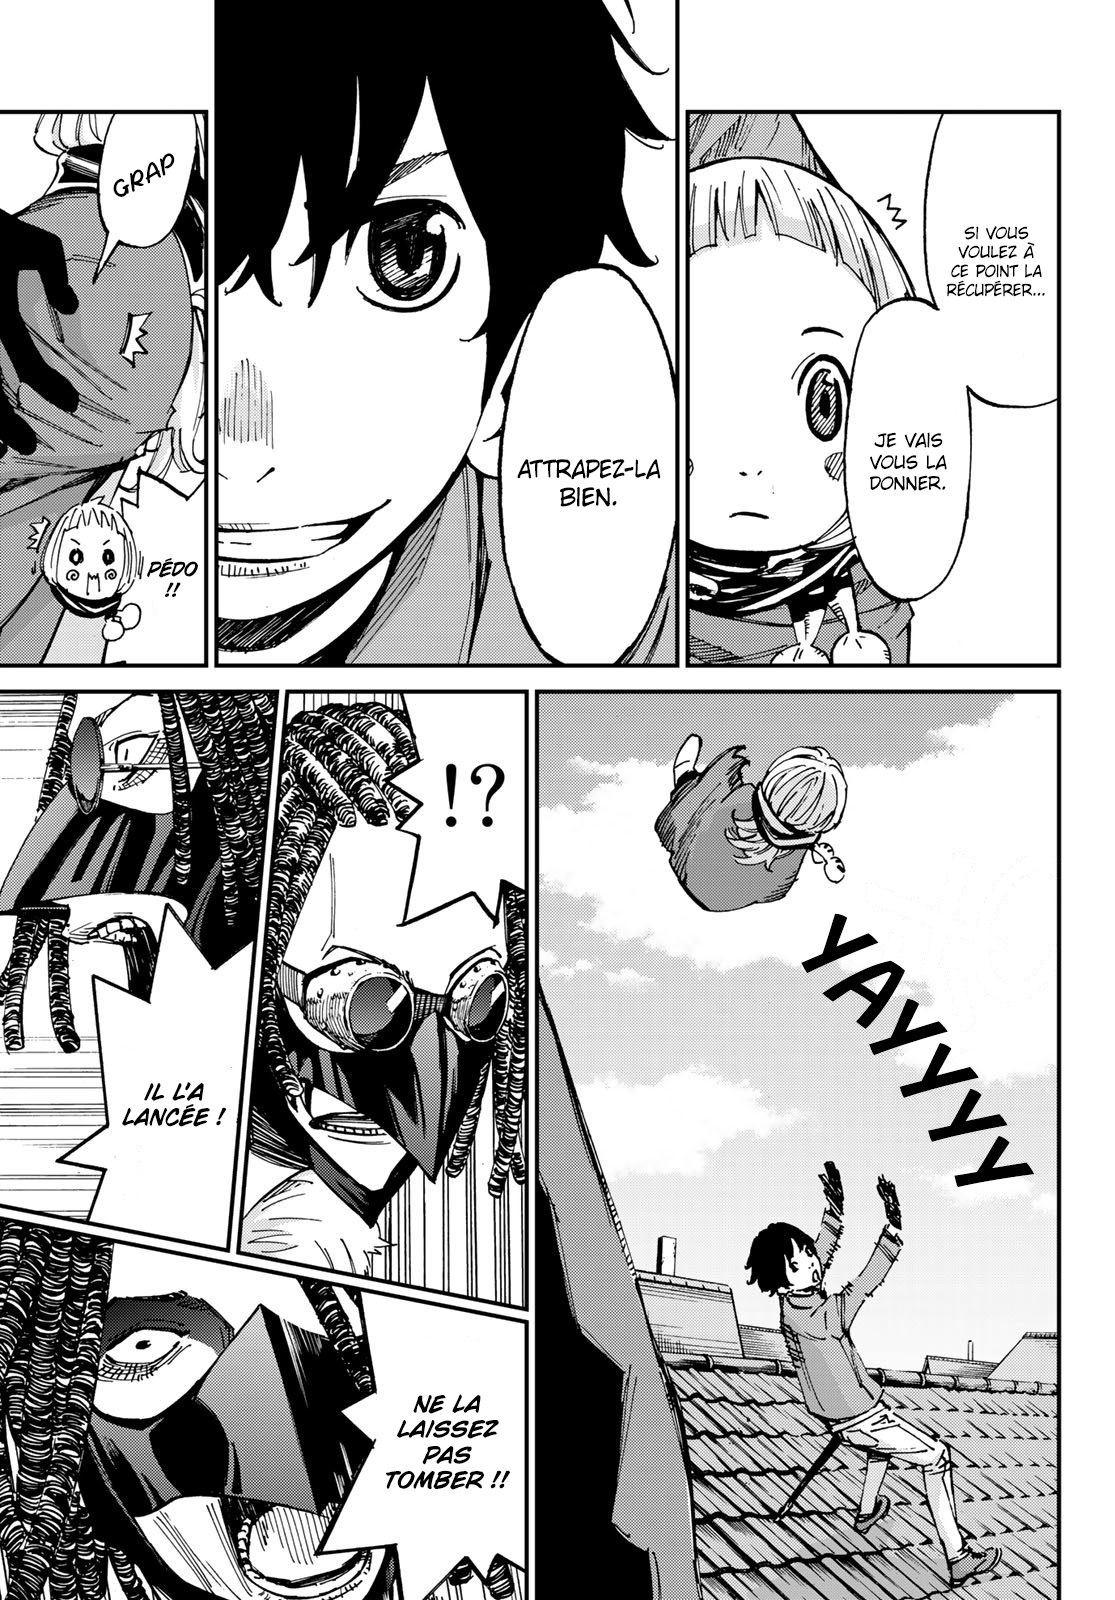 SI VOUS
VOULEZ À
CE POINT LA
RÉCUPÉRER...
JE VAIS
VOUS LA
DONNER.
ATTRAPEZ-LA
BIEN.
GRAP
PÉDO
!!
YAYYYY
!?
IL L'A
LANCÉE !
NE LA
LAISSEZ
PAS
TOMBER !!